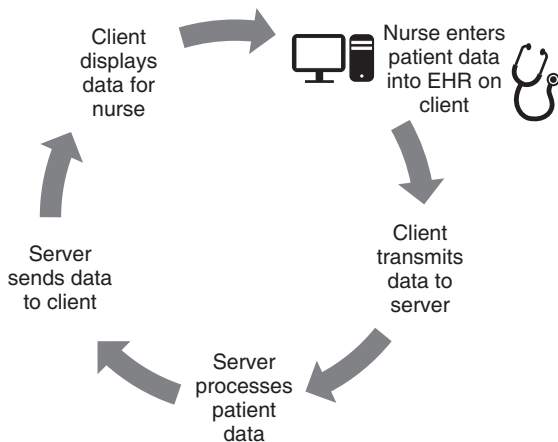 Nurse enters
patient data
into EHR on
client
Client
transmits
data to
server
Server
processes
patient
data
Server
sends data
to client
Client
displays
data for
nurse